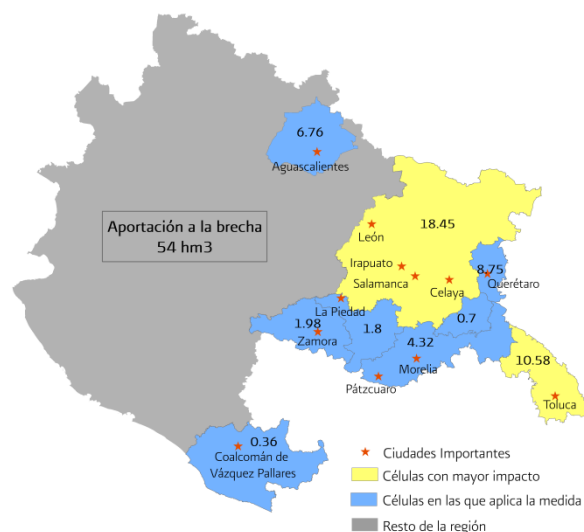 6.76
Aguascalientes
Aportación a la brecha
54 hm3
18.45
León
Irapuato
Salamanca
Celaya
8.75
Querétaro
La Piedad
1.98
Zamora
1.8
0.7
4.32
Morelia
Pátzcuaro
10.58
Toluca
0.36
Coalcomán de
Vázquez Pallares
Ciudades Importantes
Células con mayor impacto
Células en las que aplica la medida
Resto de la región